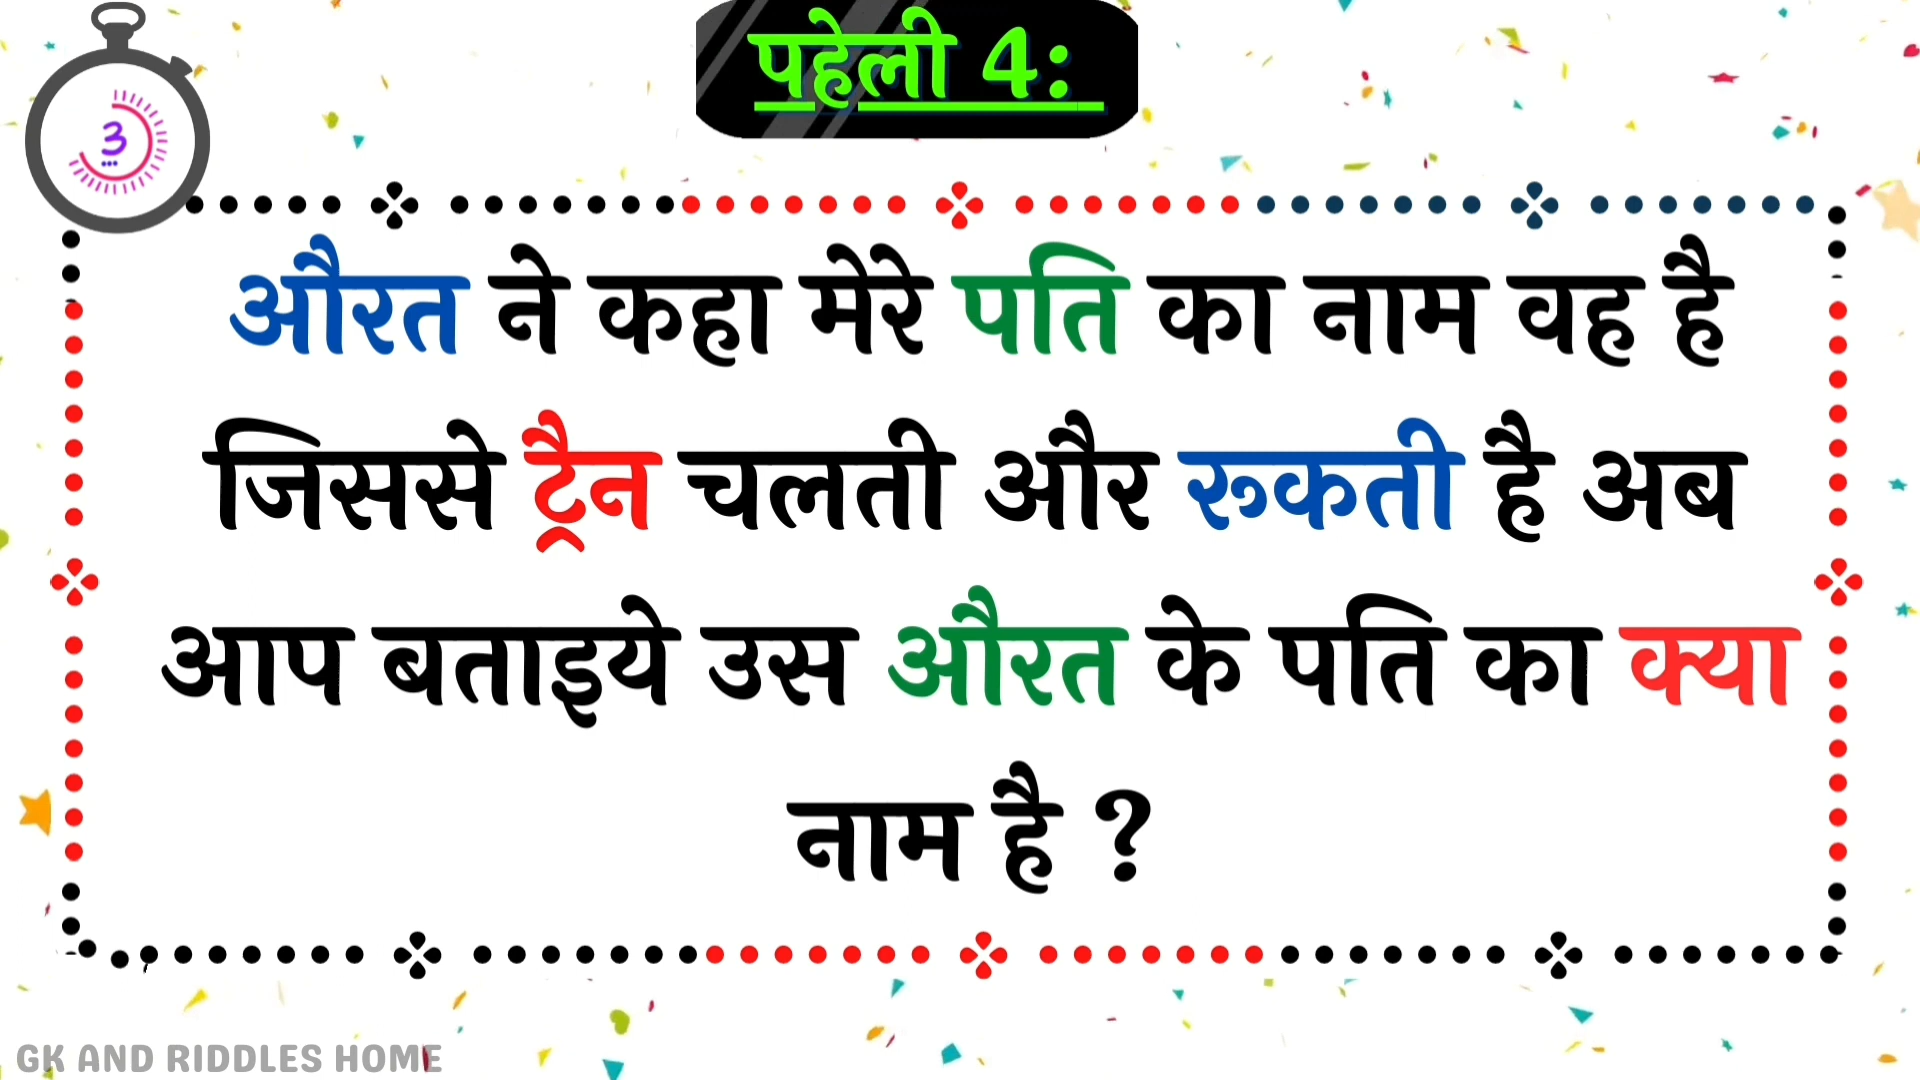 पहेली 4:
3
औरत ने कहा मेरे पति का नाम वह है
जिससे ट्रैन चलती और रूकती है अब
आप बताइये उस औरत के पति का क्या
नाम है ?
GK AND RIDDLES HOME